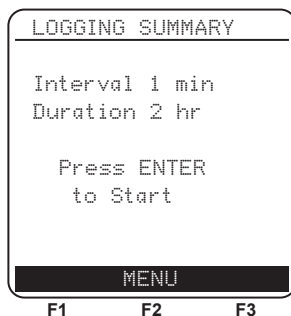 LOGGING SUMMARY
Interval 1 min
Duration 2 hr
Press ENTER
to Start
MENU
F1 F2 F3